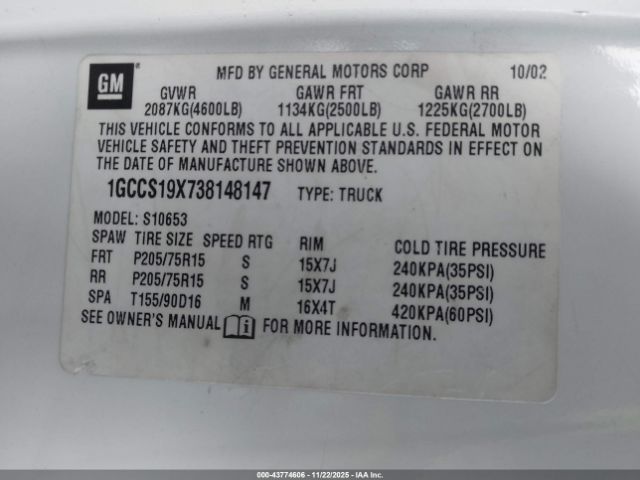 GM ® MFD BY GENERAL MOTORS CORP 10/02
GVWR GAWR FRT GAWR RR
2087KG(4600LB) 1134KG(2500LB) 1225KG(2700LB)
THIS VEHICLE CONFORMS TO ALL APPLICABLE U.S. FEDERAL MOTOR
VEHICLE SAFETY AND THEFT PREVENTION STANDARDS IN EFFECT ON
THE DATE OF MANUFACTURE SHOWN ABOVE.
1GCCS19X738148147 TYPE: TRUCK
MODEL: S10653
SPAW TIRE SIZE SPEED RTG RIM COLD TIRE PRESSURE
FRT P205/75R15 S 15X7J 240KPA(35PSI)
RR P205/75R15 S 15X7J 240KPA(35PSI)
SPA T155/90D16 M 16X4T 420KPA(60PSI)
SEE OWNER'S MANUAL i FOR MORE INFORMATION.
000-43774606 - 11/22/2025 - IAAI.com